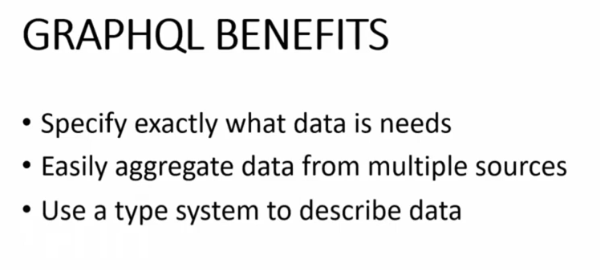 GRAPHQL BENEFITS
• Specify exactly what data is needs
• Easily aggregate data from multiple sources
• Use a type system to describe data